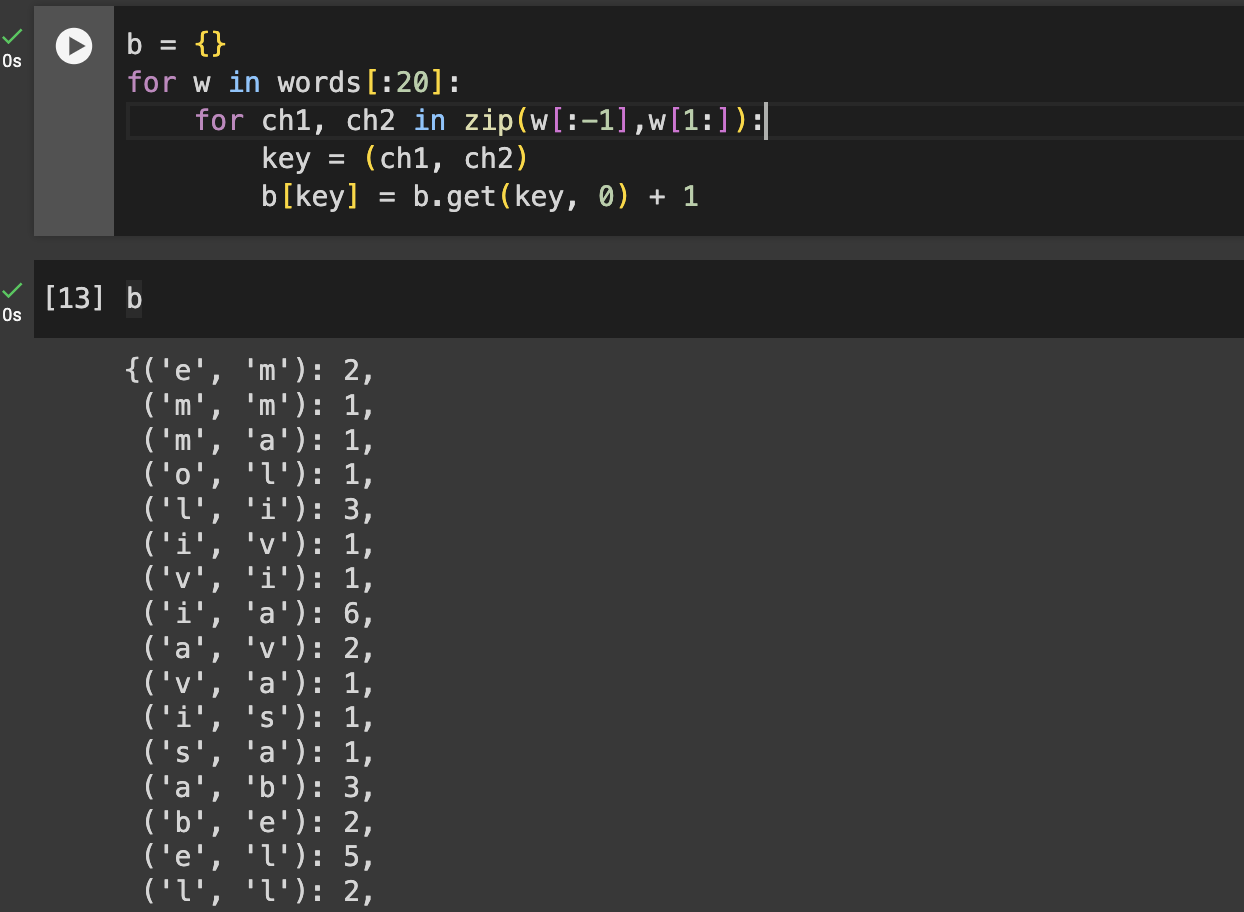 b = {}
0s
for w in words[:20]:
    for ch1, ch2 in zip(w[:-1],w[1:]):
        key = (ch1, ch2)
        b[key] = b.get(key, 0) + 1
[13] b
0s
{('e', 'm'): 2,
 ('m', 'm'): 1,
 ('m', 'a'): 1,
 ('o', 'l'): 1,
 ('l', 'i'): 3,
 ('i', 'v'): 1,
 ('v', 'i'): 1,
 ('i', 'a'): 6,
 ('a', 'v'): 2,
 ('v', 'a'): 1,
 ('i', 's'): 1,
 ('s', 'a'): 1,
 ('a', 'b'): 3,
 ('b', 'e'): 2,
 ('e', 'l'): 5,
 ('l', 'l'): 2,